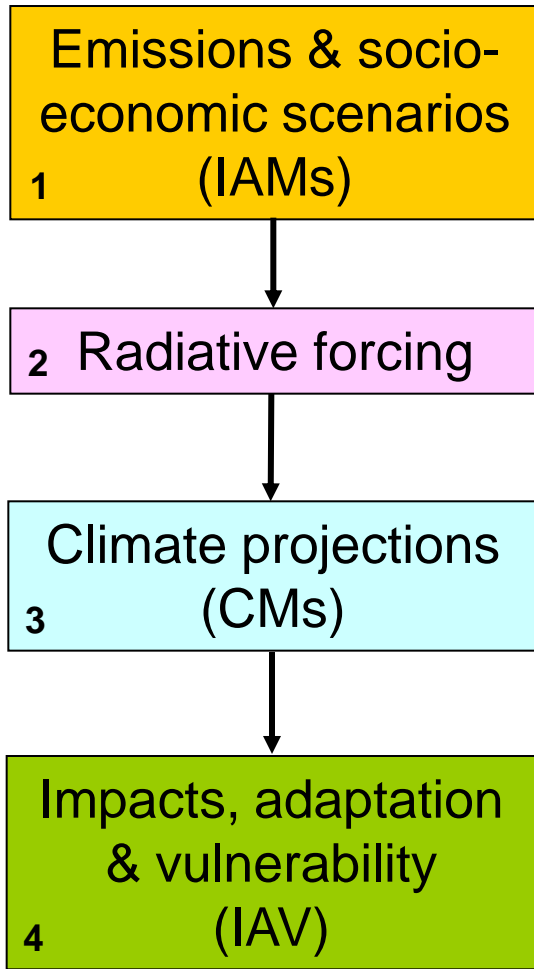 Emissions & socio-
economic scenarios
(IAMs)
1
2 Radiative forcing
Climate projections
(CMs)
3
Impacts, adaptation
& vulnerability
(IAV)
4